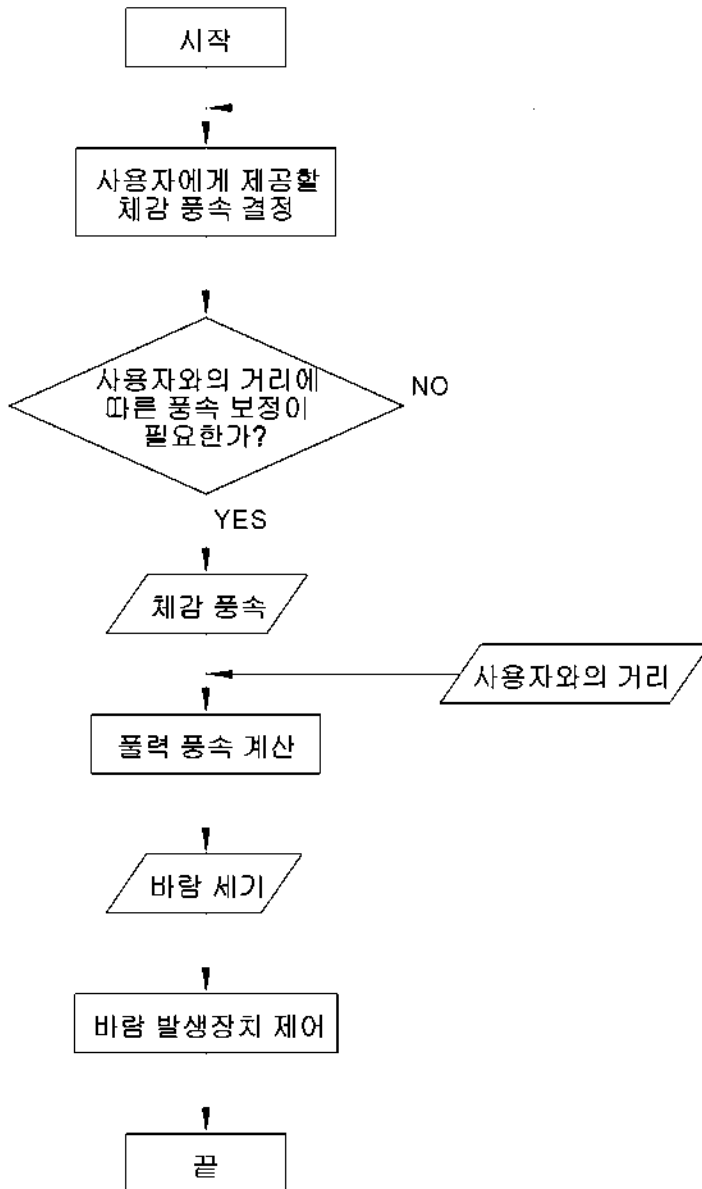 시작
사용자에게 제공할
체감 풍속 결정
사용자와의 거리에
따른 풍속 보정이
필요한가?
NO
YES
체감 풍속
사용자와의 거리
풀력 풍속 계산
바람 세기
바람 발생장치 제어
끝